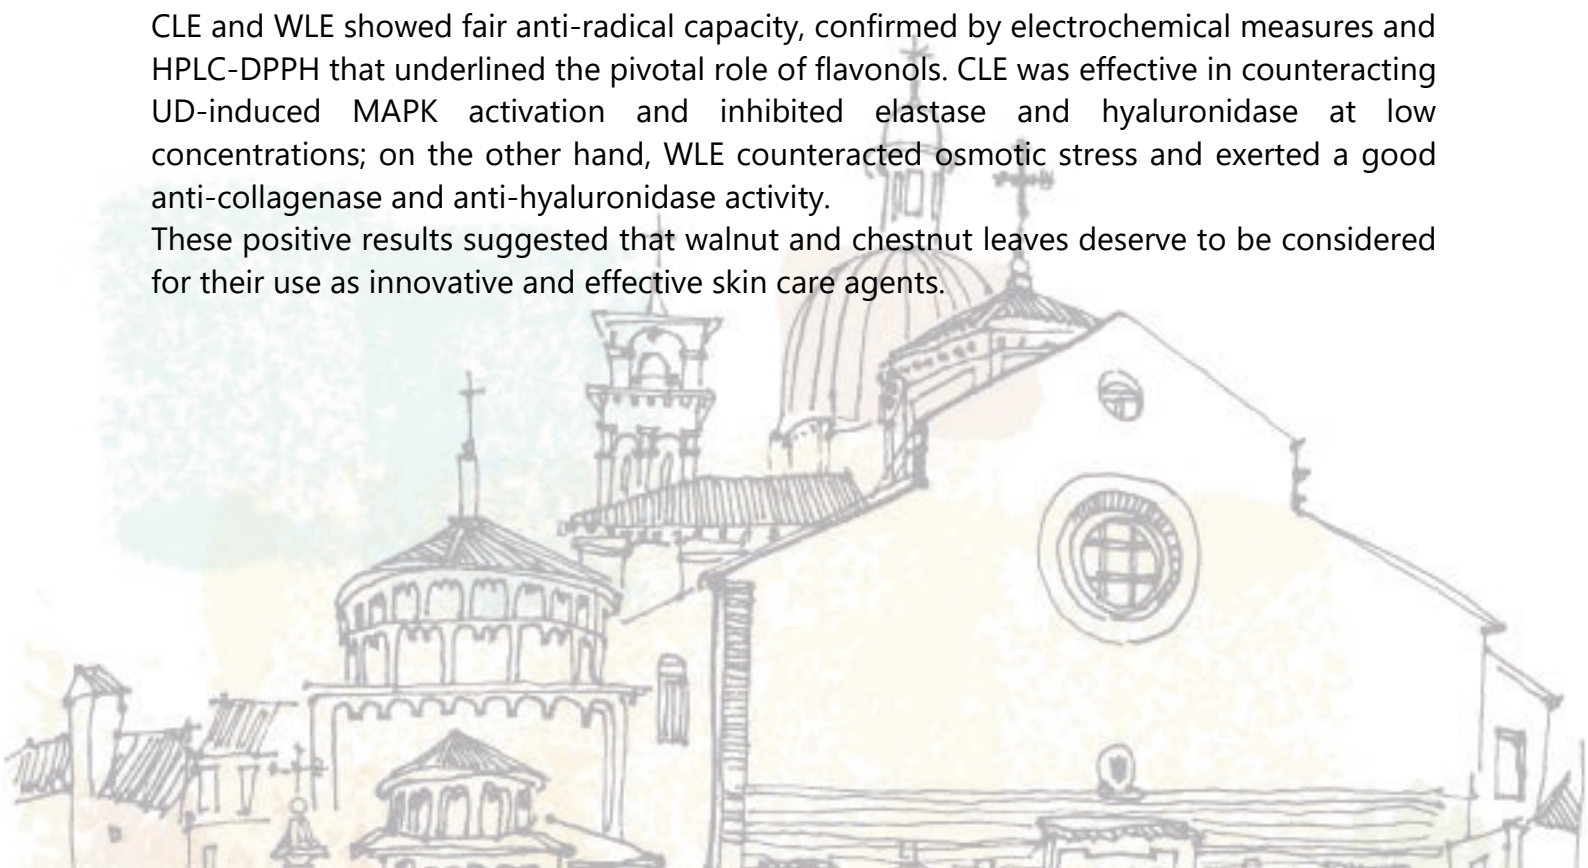 CLE and WLE showed fair anti-radical capacity, confirmed by electrochemical measures and
HPLC-DPPH that underlined the pivotal role of flavonols. CLE was effective in counteracting
UD-induced MAPK activation and inhibited elastase and hyaluronidase at low
concentrations; on the other hand, WLE counteracted osmotic stress and exerted a good
anti-collagenase and anti-hyaluronidase activity.
These positive results suggested that walnut and chestnut leaves deserve to be considered
for their use as innovative and effective skin care agents.